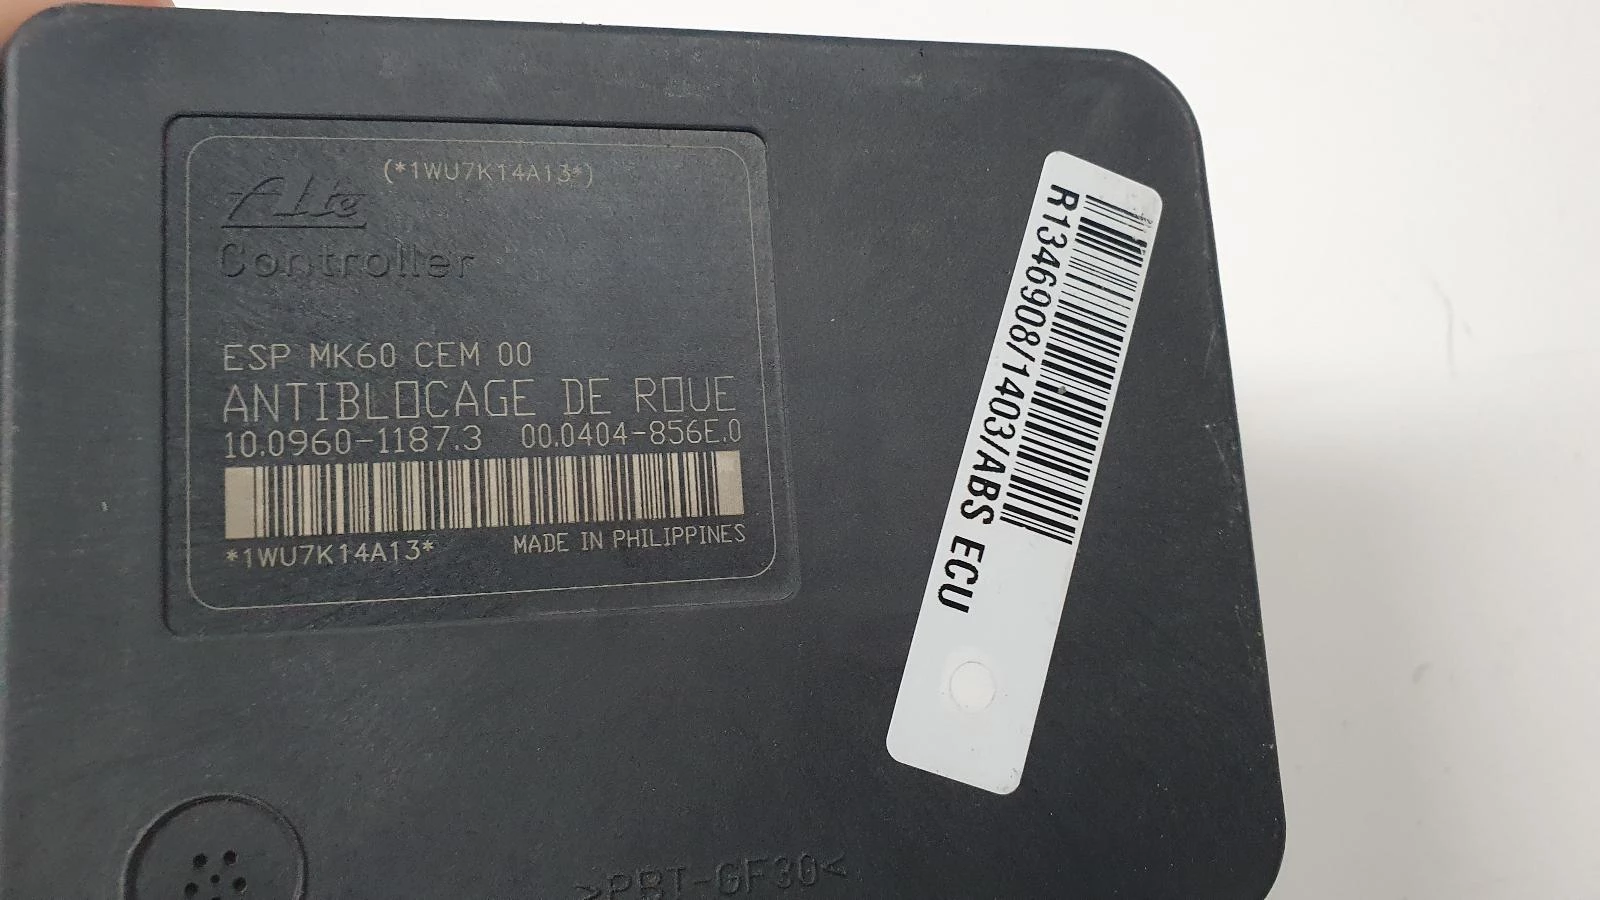 (*1WU7K14A13*)
Ate
Controller
ESP MK60 CEM 00
ANTIBLOCAGE DE ROUE
10.0960-1187.3 00.0404-856E.0
*1WU7K14A13*
MADE IN PHILIPPINES
R1346908/1403/ABS ECU
>PBT-GF30<